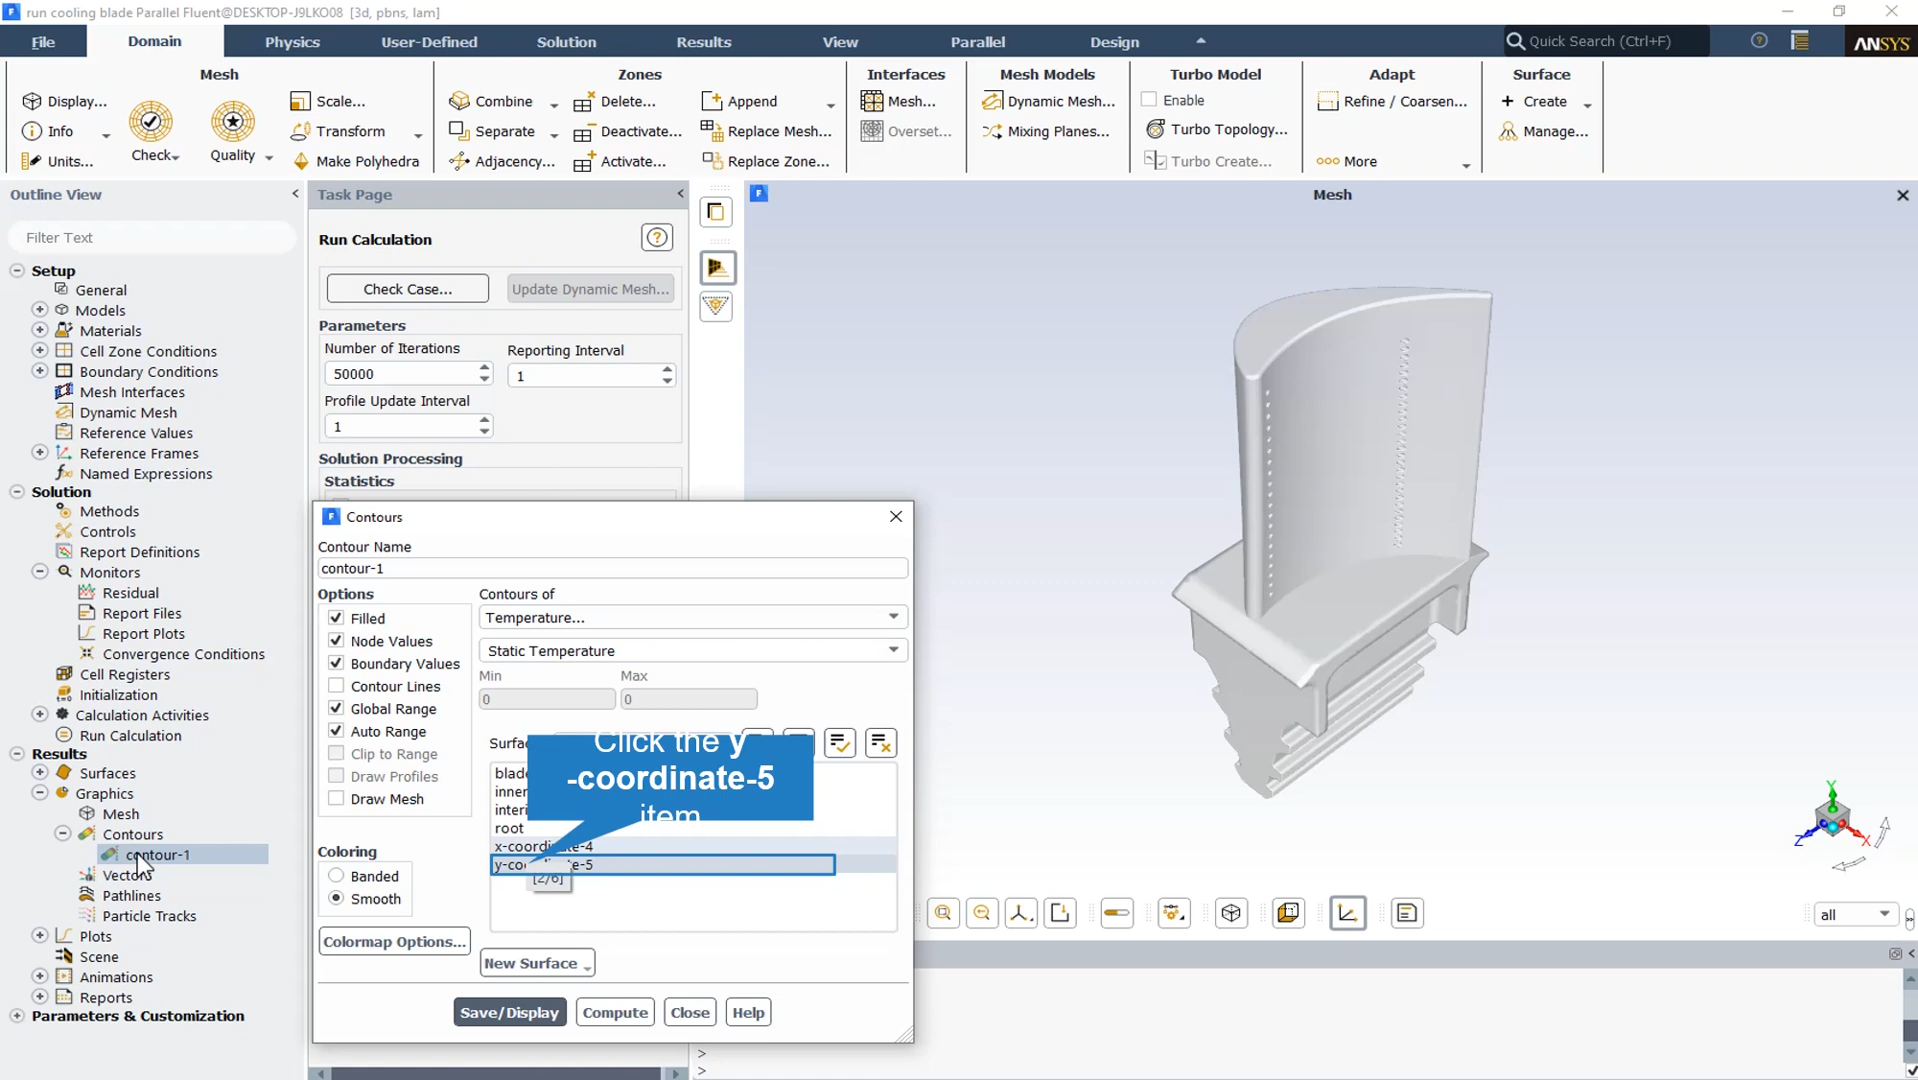 run cooling blade Parallel Fluent@DESKTOP-J9LKO08 [3d, pbns, lam]
File Domain Physics User-Defined Solution Results View Parallel Design Quick Search (Ctrl+F) ANSYS
Mesh
Display...
Info
Units...
Check
Quality
Scale...
Transform
Make Polyhedra
Zones
Combine
Separate
Adjacency...
Delete...
Deactivate...
Activate...
Append
Replace Mesh...
Replace Zone...
Interfaces
Mesh...
Overset...
Mesh Models
Dynamic Mesh...
Mixing Planes...
Turbo Model
Enable
Turbo Topology...
Turbo Create...
Adapt
Refine / Coarsen...
More
Surface
Create
Manage...
Outline View
Filter Text
Setup
General
Models
Materials
Cell Zone Conditions
Boundary Conditions
Mesh Interfaces
Dynamic Mesh
Reference Values
Reference Frames
Named Expressions
Solution
Methods
Controls
Report Definitions
Monitors
Residual
Report Files
Report Plots
Convergence Conditions
Cell Registers
Initialization
Calculation Activities
Run Calculation
Results
Surfaces
Graphics
Mesh
Contours
contour-1
Vectors
Pathlines
Particle Tracks
Plots
Scene
Animations
Reports
Parameters & Customization
Task Page
Run Calculation
Check Case...
Update Dynamic Mesh...
Parameters
Number of Iterations
50000
Reporting Interval
1
Profile Update Interval
1
Solution Processing
Statistics
Contours
Contour Name
contour-1
Options
Filled
Node Values
Boundary Values
Contour Lines
Global Range
Auto Range
Clip to Range
Draw Profiles
Draw Mesh
Coloring
Banded
Smooth
Colormap Options...
Contours of
Temperature...
Static Temperature
Min
Max
0
0
root
x-coordinate-4
y-coordinate-5
[2/6]
Click the y
-coordinate-5
item
New Surface
Save/Display
Compute
Close
Help
Mesh
Y
Z
X
all
>
>